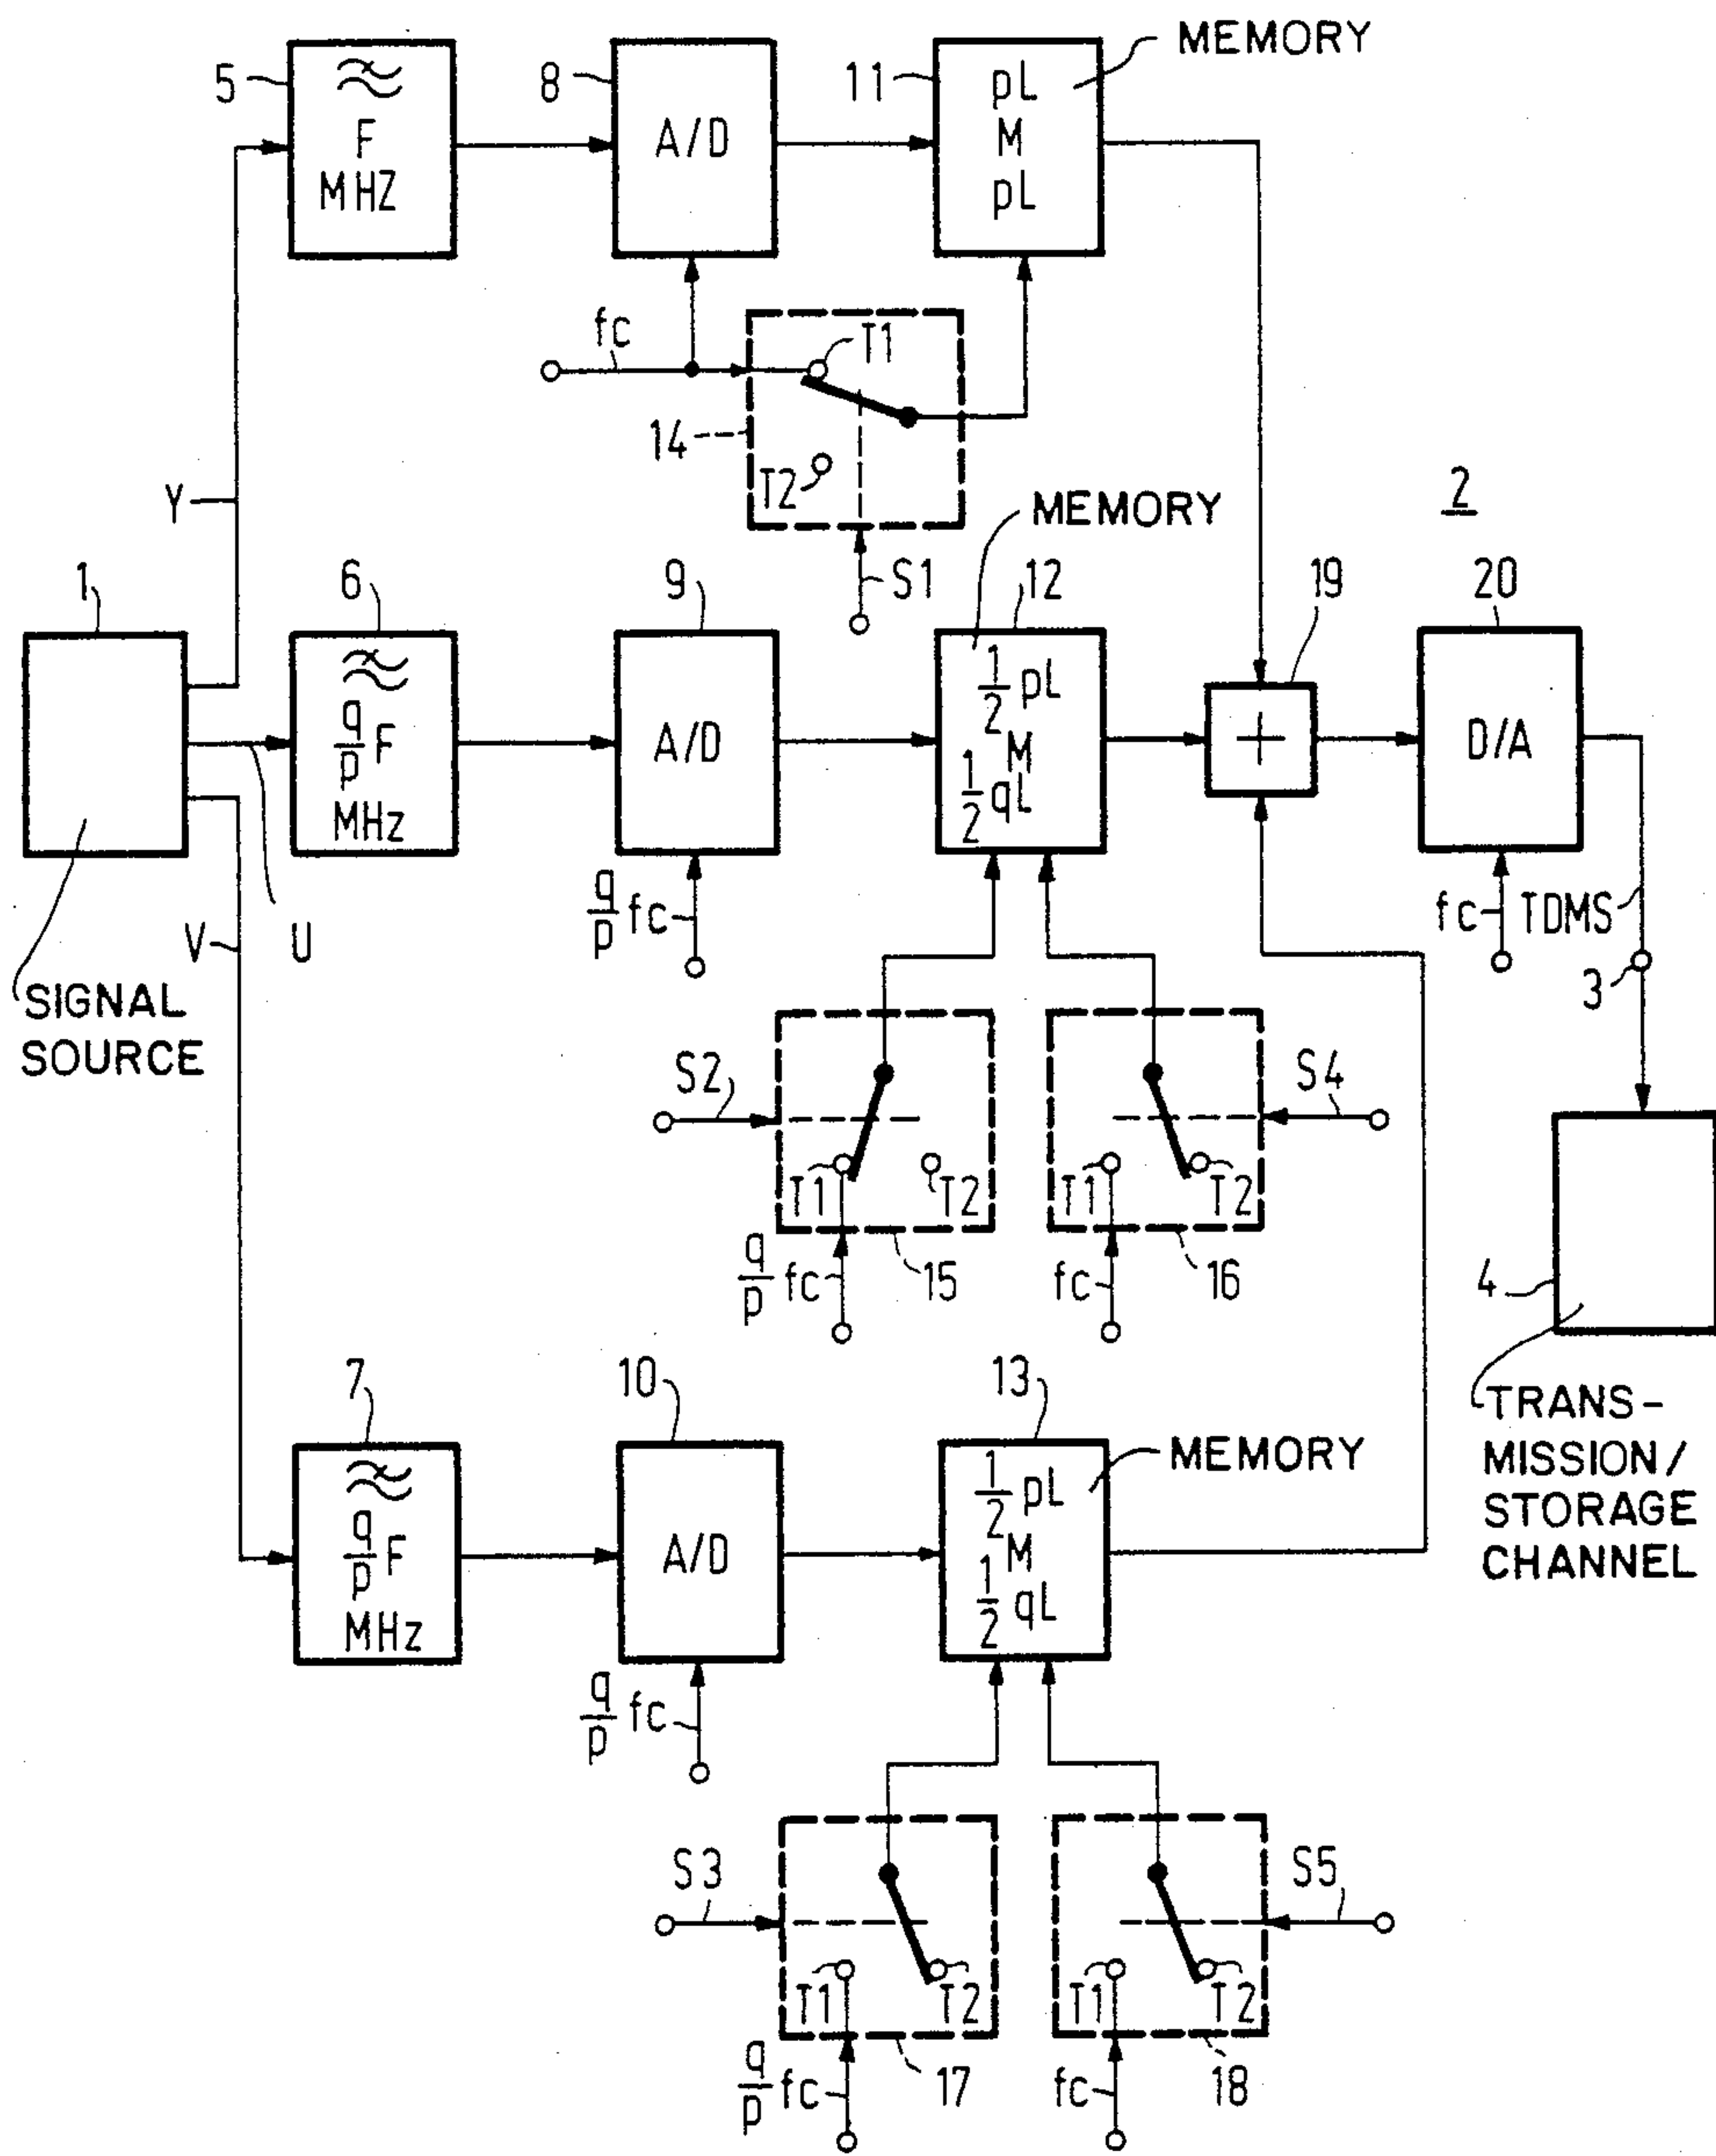 MEMORY
5
F
MHZ
8
A/D
11
pL
M
pL
fc
T1
14
T2
S1
Y
MEMORY
2
1
6
q/p F
MHz
9
A/D
12
1/2 pL
M
1/2 qL
19
+
20
D/A
q/p fc
fc
TDMS
3
V
U
SIGNAL
SOURCE
S2
T1
T2
S4
T1
T2
q/p fc
15
fc
16
4
TRANS-
MISSION/
STORAGE
CHANNEL
7
q/p F
MHz
10
A/D
13
1/2 pL
M
1/2 qL
MEMORY
q/p fc
S3
T1
T2
S5
T1
T2
q/p fc
17
fc
18